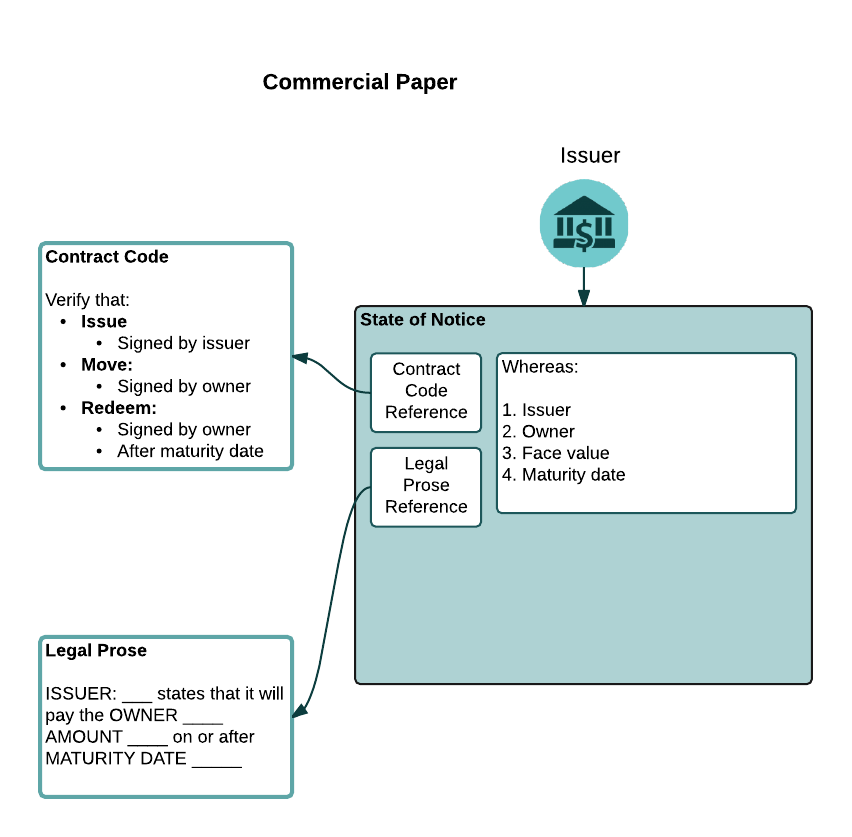 Commercial Paper
Issuer
Contract Code
Verify that:
• Issue
• Signed by issuer
• Move:
• Signed by owner
• Redeem:
• Signed by owner
• After maturity date
State of Notice
Contract
Code
Reference
Legal
Prose
Reference
Whereas:
1. Issuer
2. Owner
3. Face value
4. Maturity date
Legal Prose
ISSUER: ___ states that it will
pay the OWNER ____
AMOUNT ____ on or after
MATURITY DATE _____